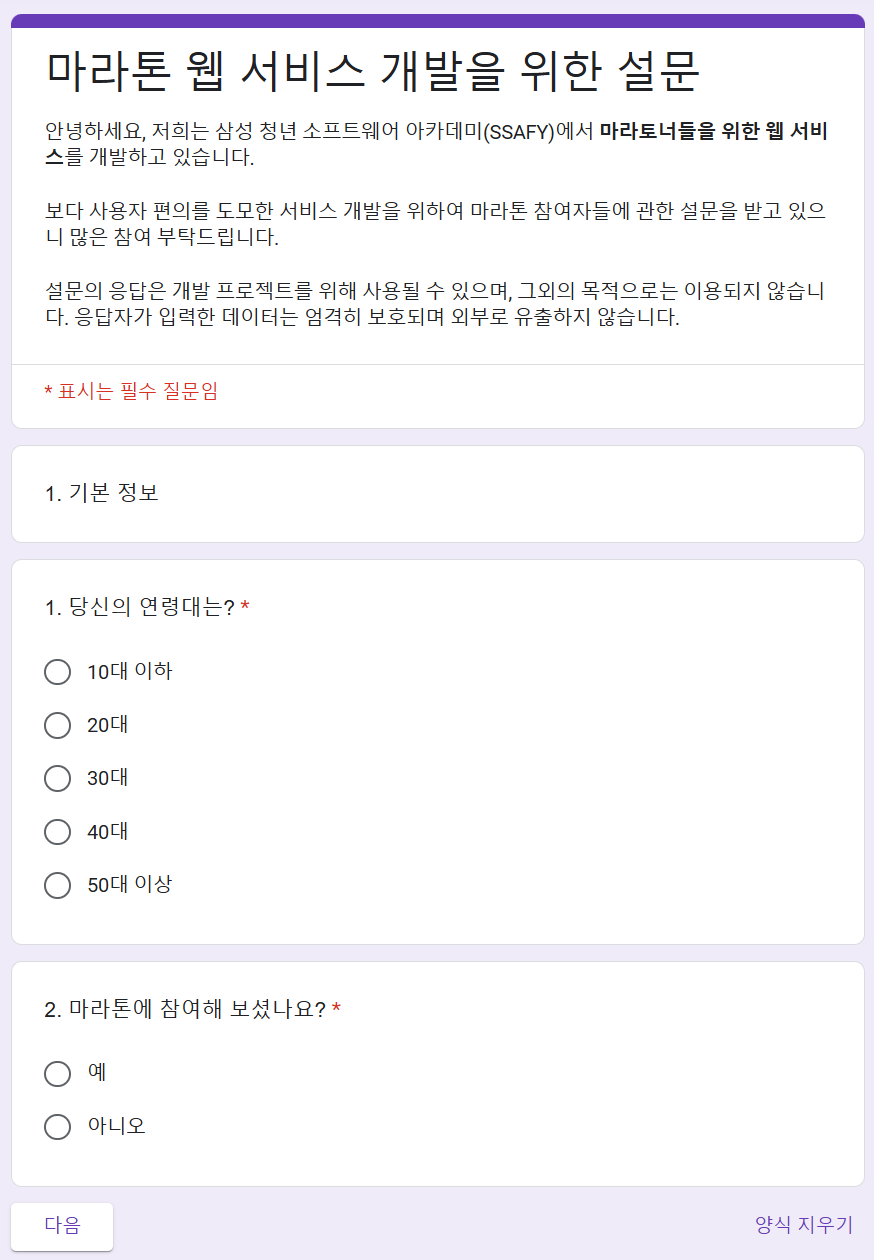 마라톤 웹 서비스 개발을 위한 설문
안녕하세요, 저희는 삼성 청년 소프트웨어 아카데미(SSAFY)에서 마라토너들을 위한 웹 서비
스를 개발하고 있습니다.
보다 사용자 편의를 도모한 서비스 개발을 위하여 마라톤 참여자들에 관한 설문을 받고 있으
니 많은 참여 부탁드립니다.
설문의 응답은 개발 프로젝트를 위해 사용될 수 있으며, 그외의 목적으로는 이용되지 않습니
다. 응답자가 입력한 데이터는 엄격히 보호되며 외부로 유출하지 않습니다.
* 표시는 필수 질문임
1. 기본 정보
1. 당신의 연령대는? *
10대 이하
20대
30대
40대
50대 이상
2. 마라톤에 참여해 보셨나요? *
예
아니오
다음
양식 지우기